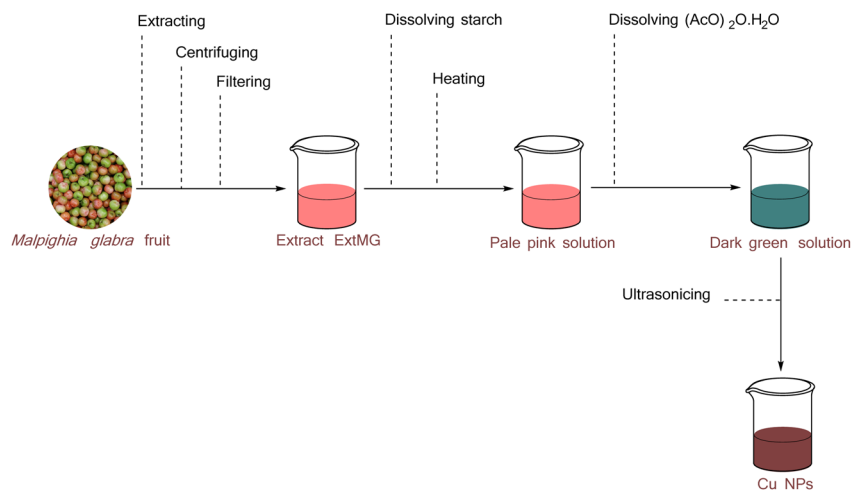 Extracting
Centrifuging
Filtering
Dissolving starch
Heating
Dissolving (AcO) ₂O.H₂O
Malpighia glabra fruit
Extract ExtMG
Pale pink solution
Dark green solution
Ultrasonicing
Cu NPs